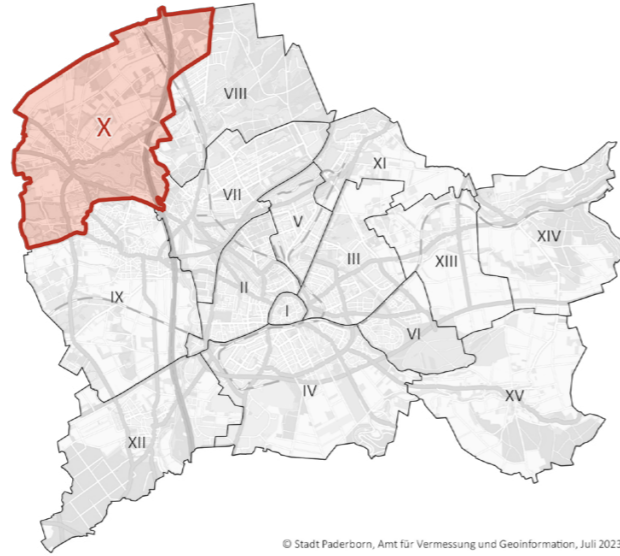 VIII
X
XI
VII
XIV
V
III
XIII
IX
II
I
VI
IV
XV
XII
© Stadt Paderborn, Amt für Vermessung und Geoinformation, Juli 2023